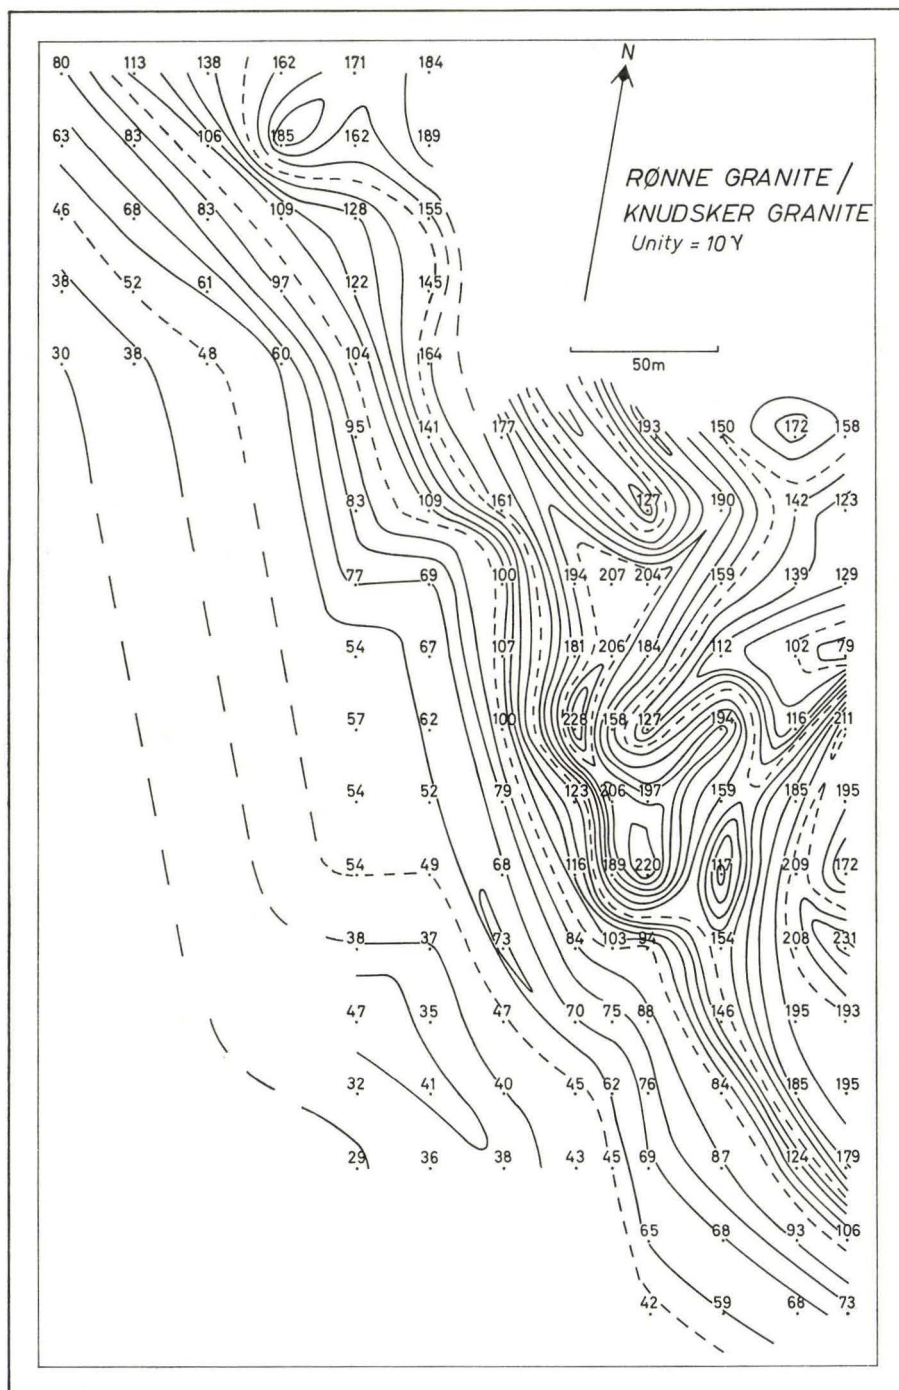 80 113 138 162 171 184
N
63 83 106 185 162 189
RØNNE GRANITE /
KNUDSKER GRANITE
Unity = 10 γ
46 68 83 109 128 155
38 52 61 97 122 145
30 38 48 60 104 164
50m
95 141 177 193 150 172 158
83 109 161 127 190 142 123
77 69 100 194 207 204 159 139 129
54 67 107 181 206 184 112 102 79
57 62 100 228 158 127 194 116 211
54 52 79 123 206 197 159 185 195
54 49 68 116 189 220 117 209 172
38 37 73 84 103 94 154 208 231
47 35 47 70 75 88 146 195 193
32 41 40 45 62 76 84 185 195
29 36 38 43 45 69 87 124 179
65 68 93 106
42 59 68 73